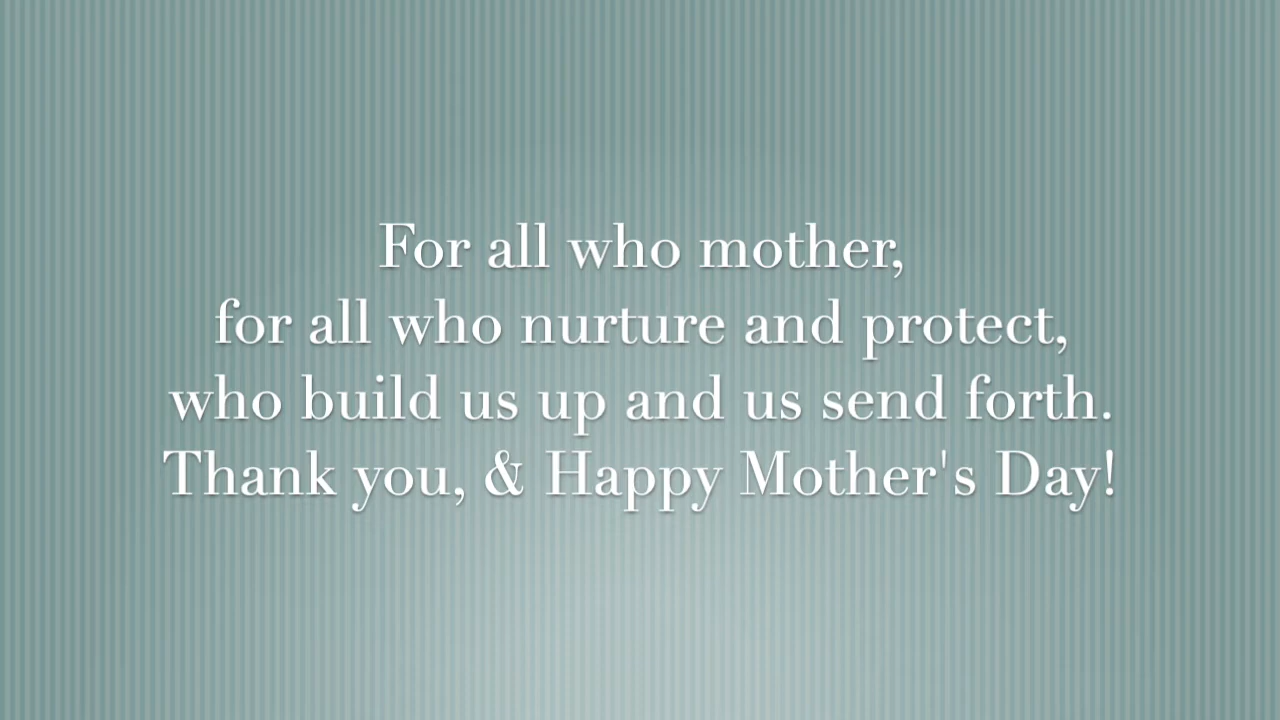 For all who mother,
for all who nurture and protect,
who build us up and us send forth.
Thank you, & Happy Mother's Day!